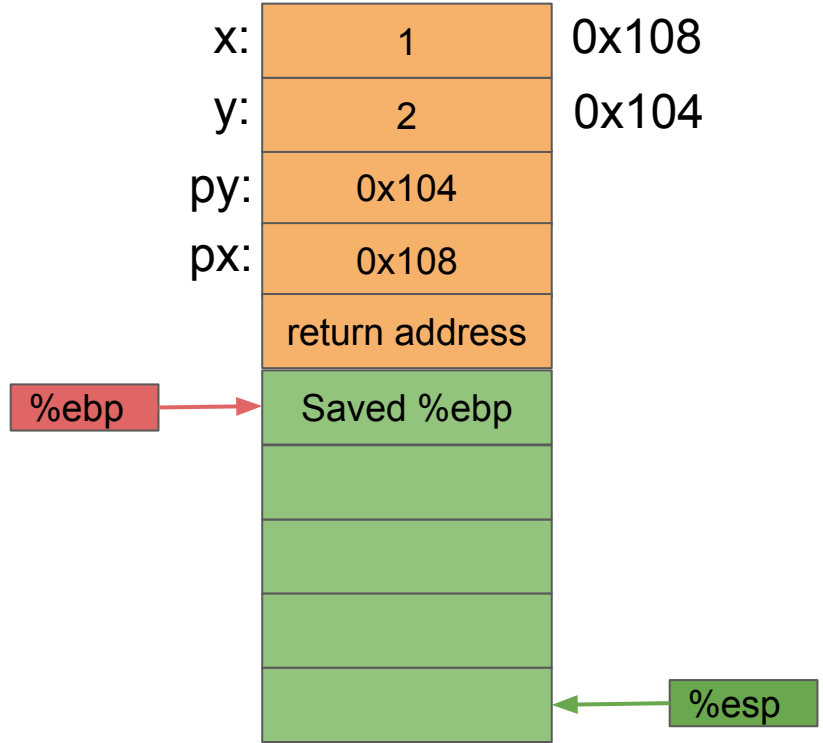 x: 1 0x108
y: 2 0x104
py: 0x104
px: 0x108
return address
%ebp Saved %ebp
%esp